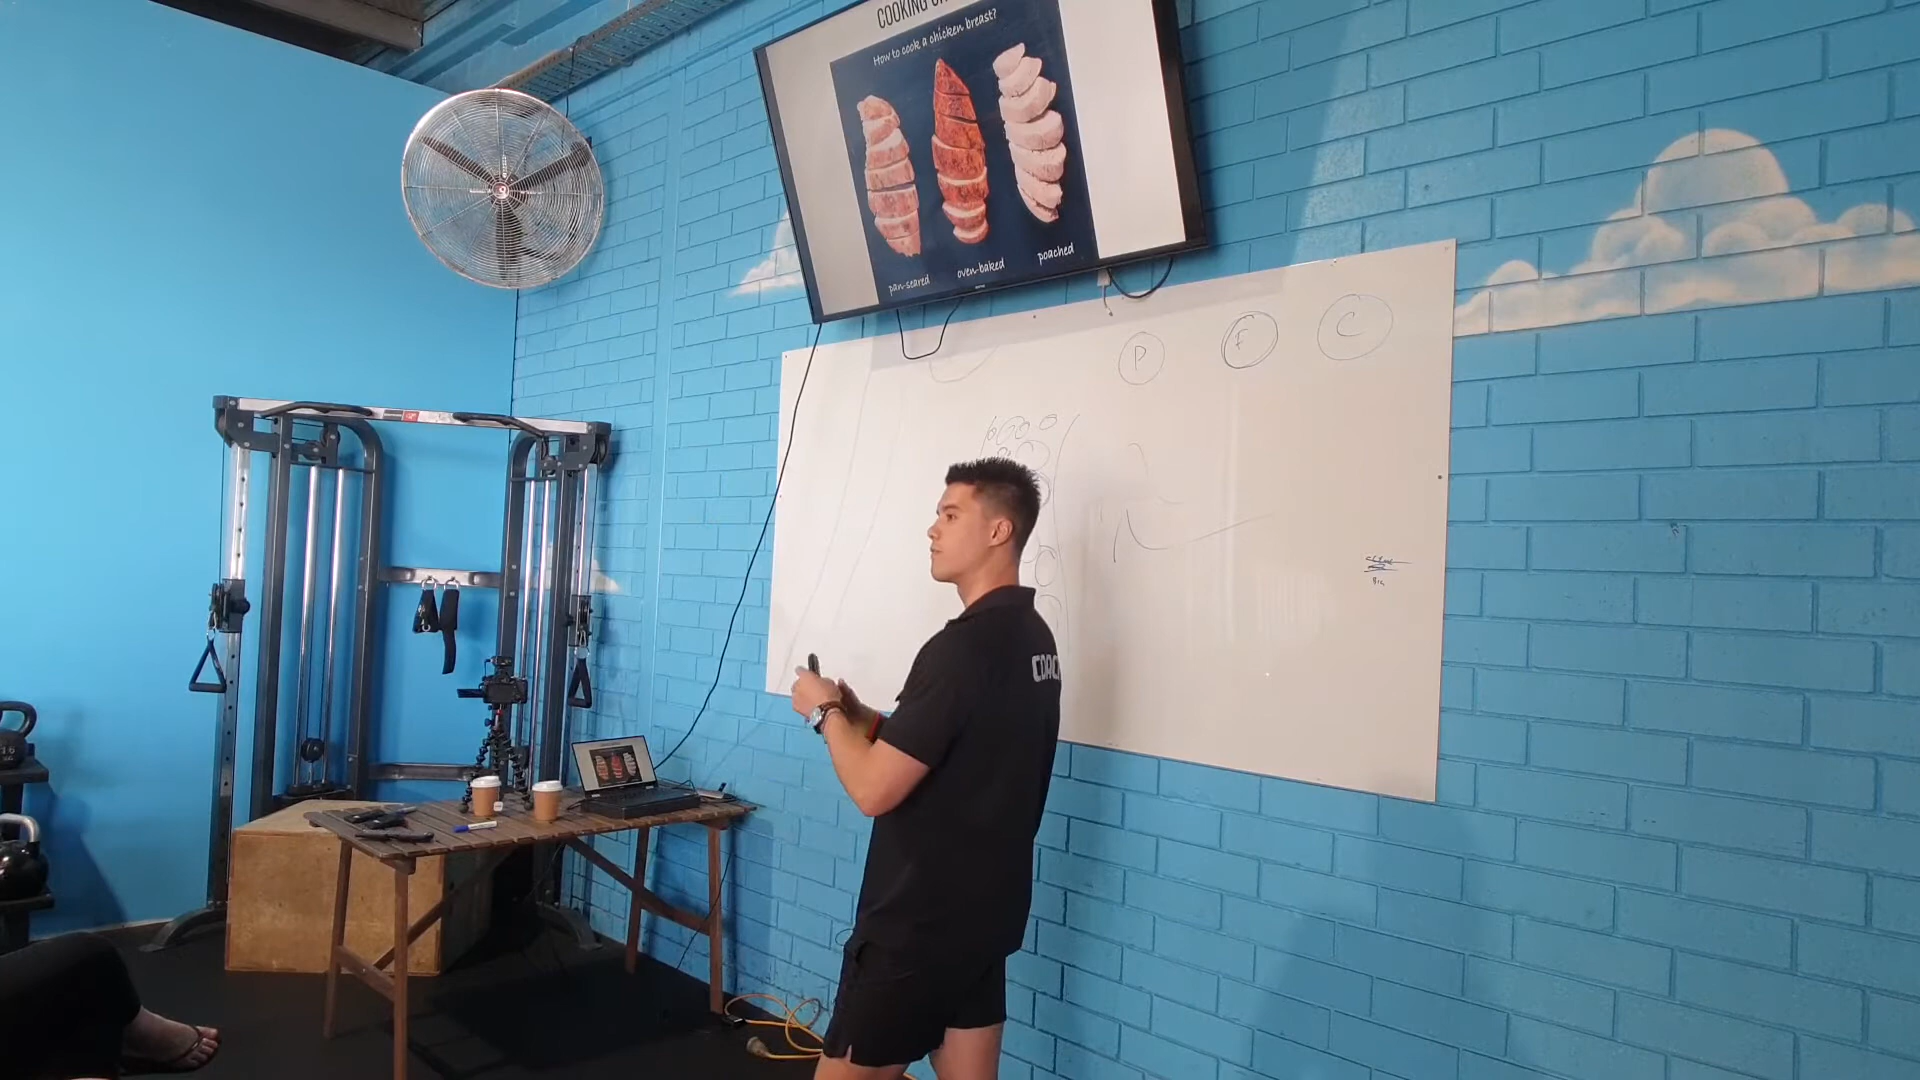 COOKING
How to cook a chicken breast?
pan-seared
oven-baked
poached
P
F
C
COAC